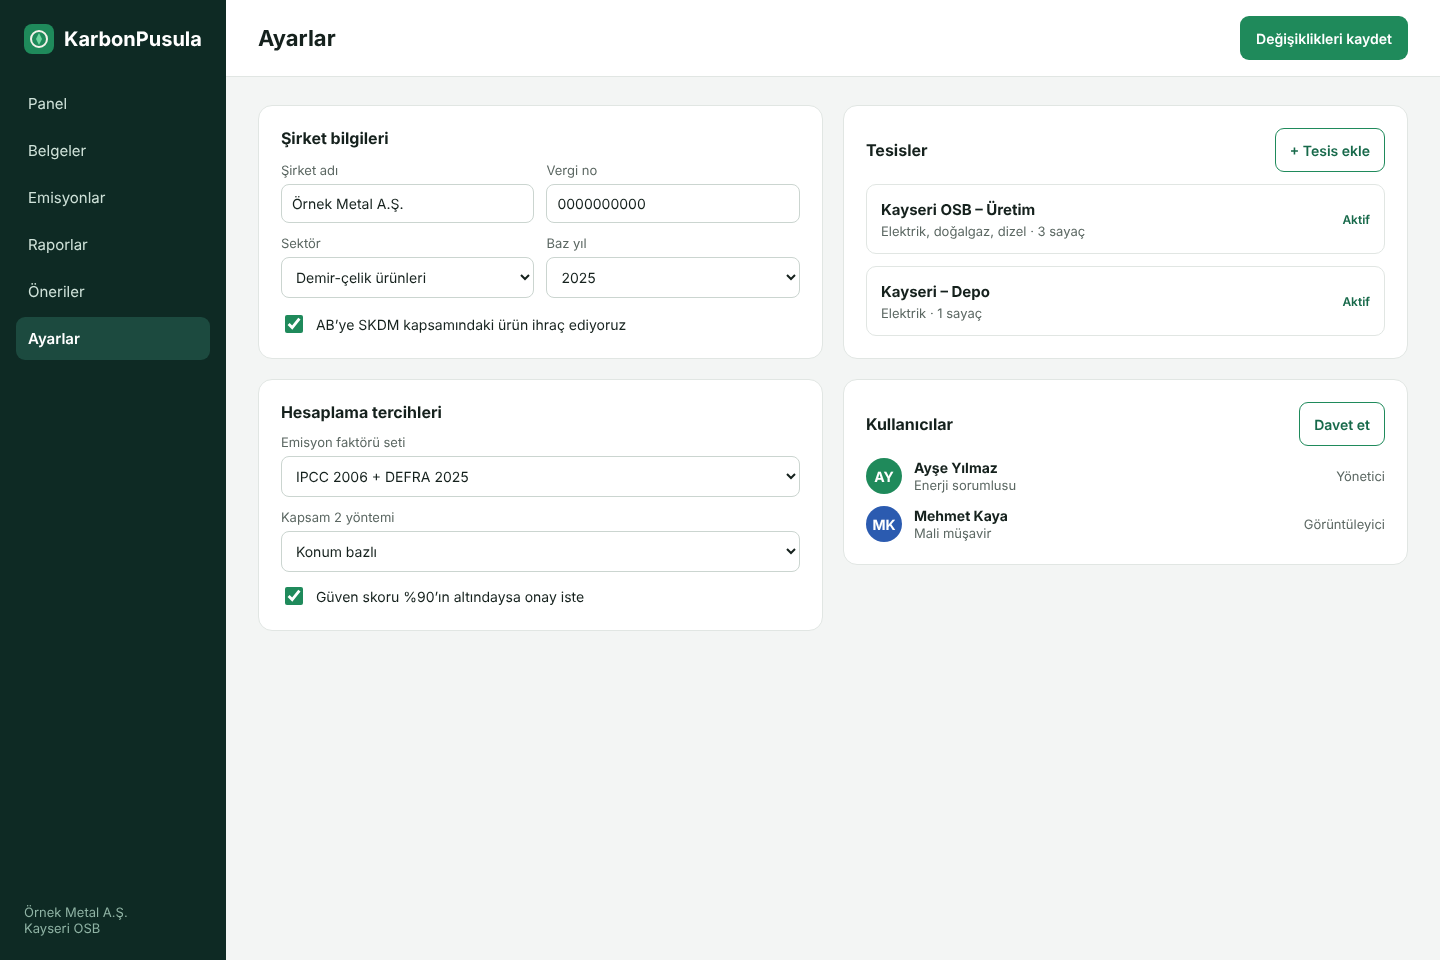 KarbonPusula
Panel
Belgeler
Emisyonlar
Raporlar
Öneriler
Ayarlar
Örnek Metal A.Ş.
Kayseri OSB
Ayarlar
Değişiklikleri kaydet
Şirket bilgileri
Şirket adı
Örnek Metal A.Ş.
Vergi no
0000000000
Sektör
Demir-çelik ürünleri
Baz yıl
2025
AB’ye SKDM kapsamındaki ürün ihraç ediyoruz
Tesisler
+ Tesis ekle
Kayseri OSB – Üretim
Elektrik, doğalgaz, dizel · 3 sayaç
Aktif
Kayseri – Depo
Elektrik · 1 sayaç
Aktif
Hesaplama tercihleri
Emisyon faktörü seti
IPCC 2006 + DEFRA 2025
Kapsam 2 yöntemi
Konum bazlı
Güven skoru %90’ın altındaysa onay iste
Kullanıcılar
Davet et
AY
Ayşe Yılmaz
Enerji sorumlusu
Yönetici
MK
Mehmet Kaya
Mali müşavir
Görüntüleyici